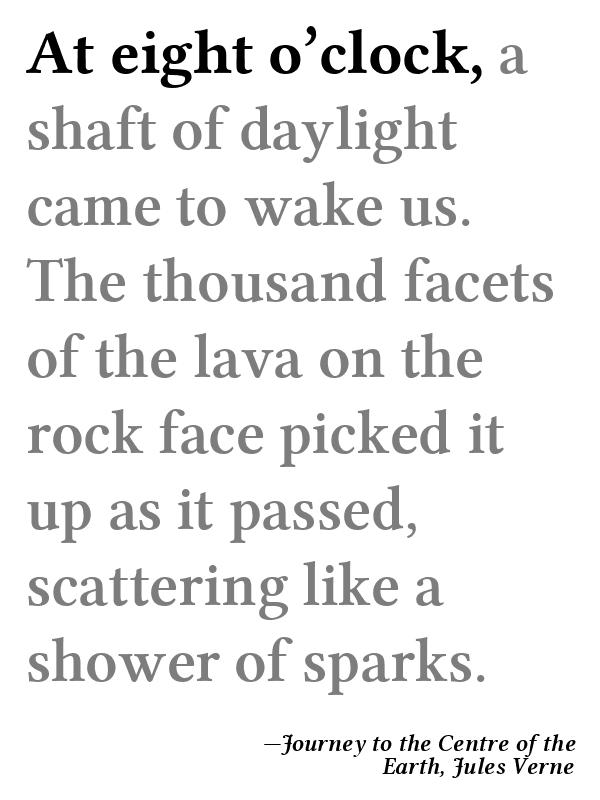 At eight o’clock, a
shaft of daylight
came to wake us.
The thousand facets
of the lava on the
rock face picked it
up as it passed,
scattering like a
shower of sparks.
—Journey to the Centre of the
Earth, Jules Verne